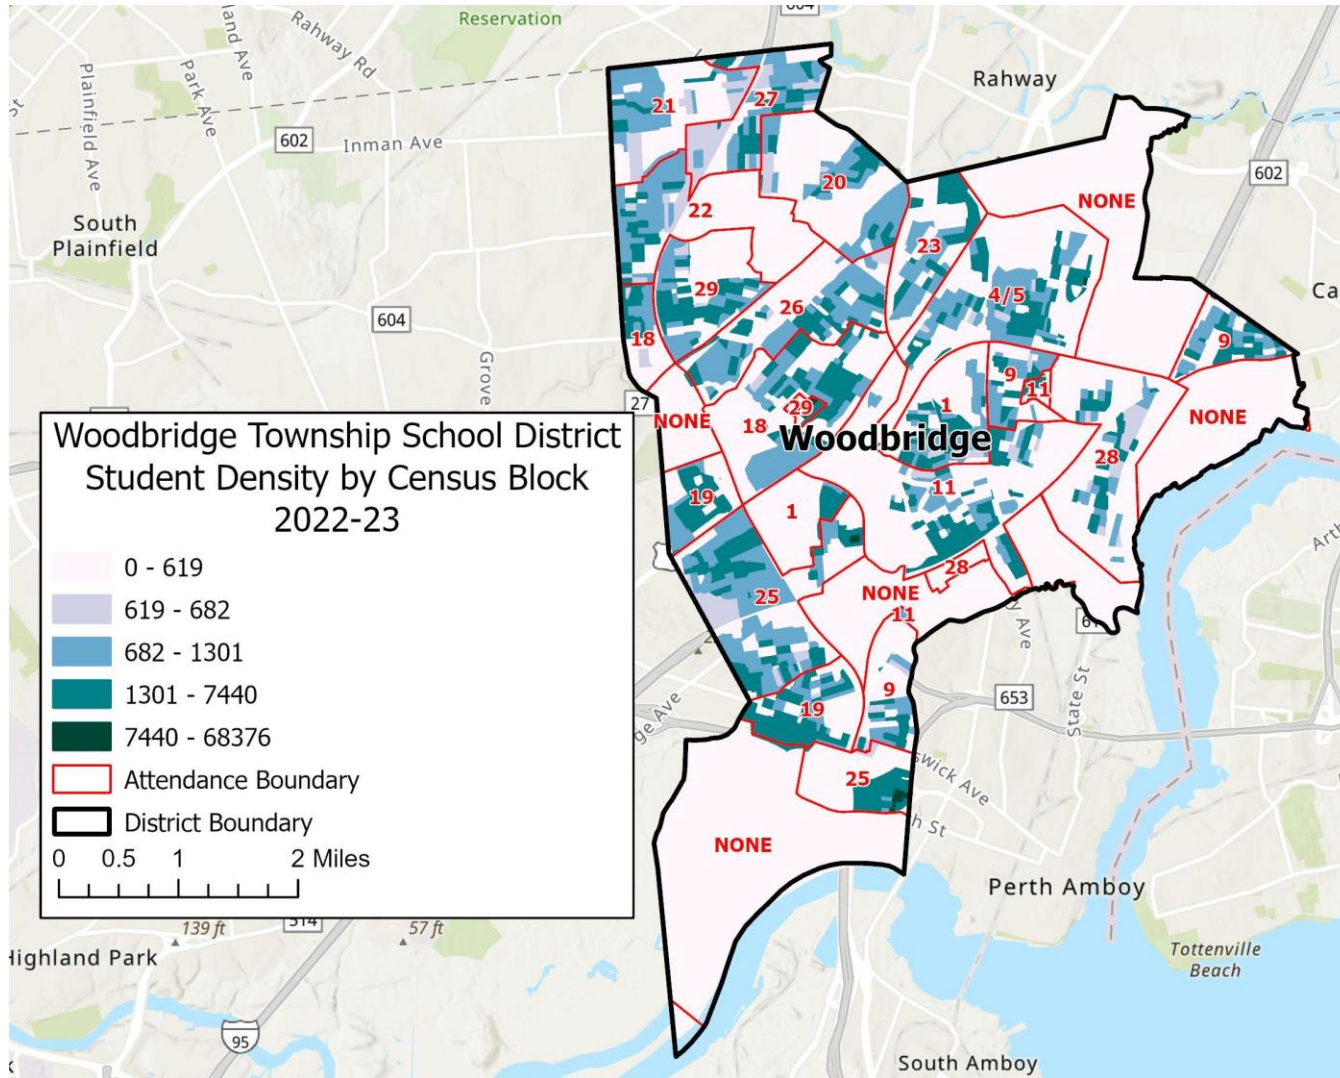 604
Reservation
Rahway Rd
Park Ave
Plainfield Ave
Rahway
602
Inman Ave
602
South
Plainfield
604
Grove
27
21
27
20
22
23
NONE
29
26
4/5
18
9
9
11
29
1
NONE
NONE
18
Woodbridge
28
11
19
1
28
25
NONE
11
9
19
25
NONE
Woodbridge Township School District
Student Density by Census Block
2022-23
0 - 619
619 - 682
682 - 1301
1301 - 7440
7440 - 68376
Attendance Boundary
District Boundary
0 0.5 1 2 Miles
653
State St
Perth Amboy
Tottenville
Beach
South Amboy
139 ft
57 ft
514
95